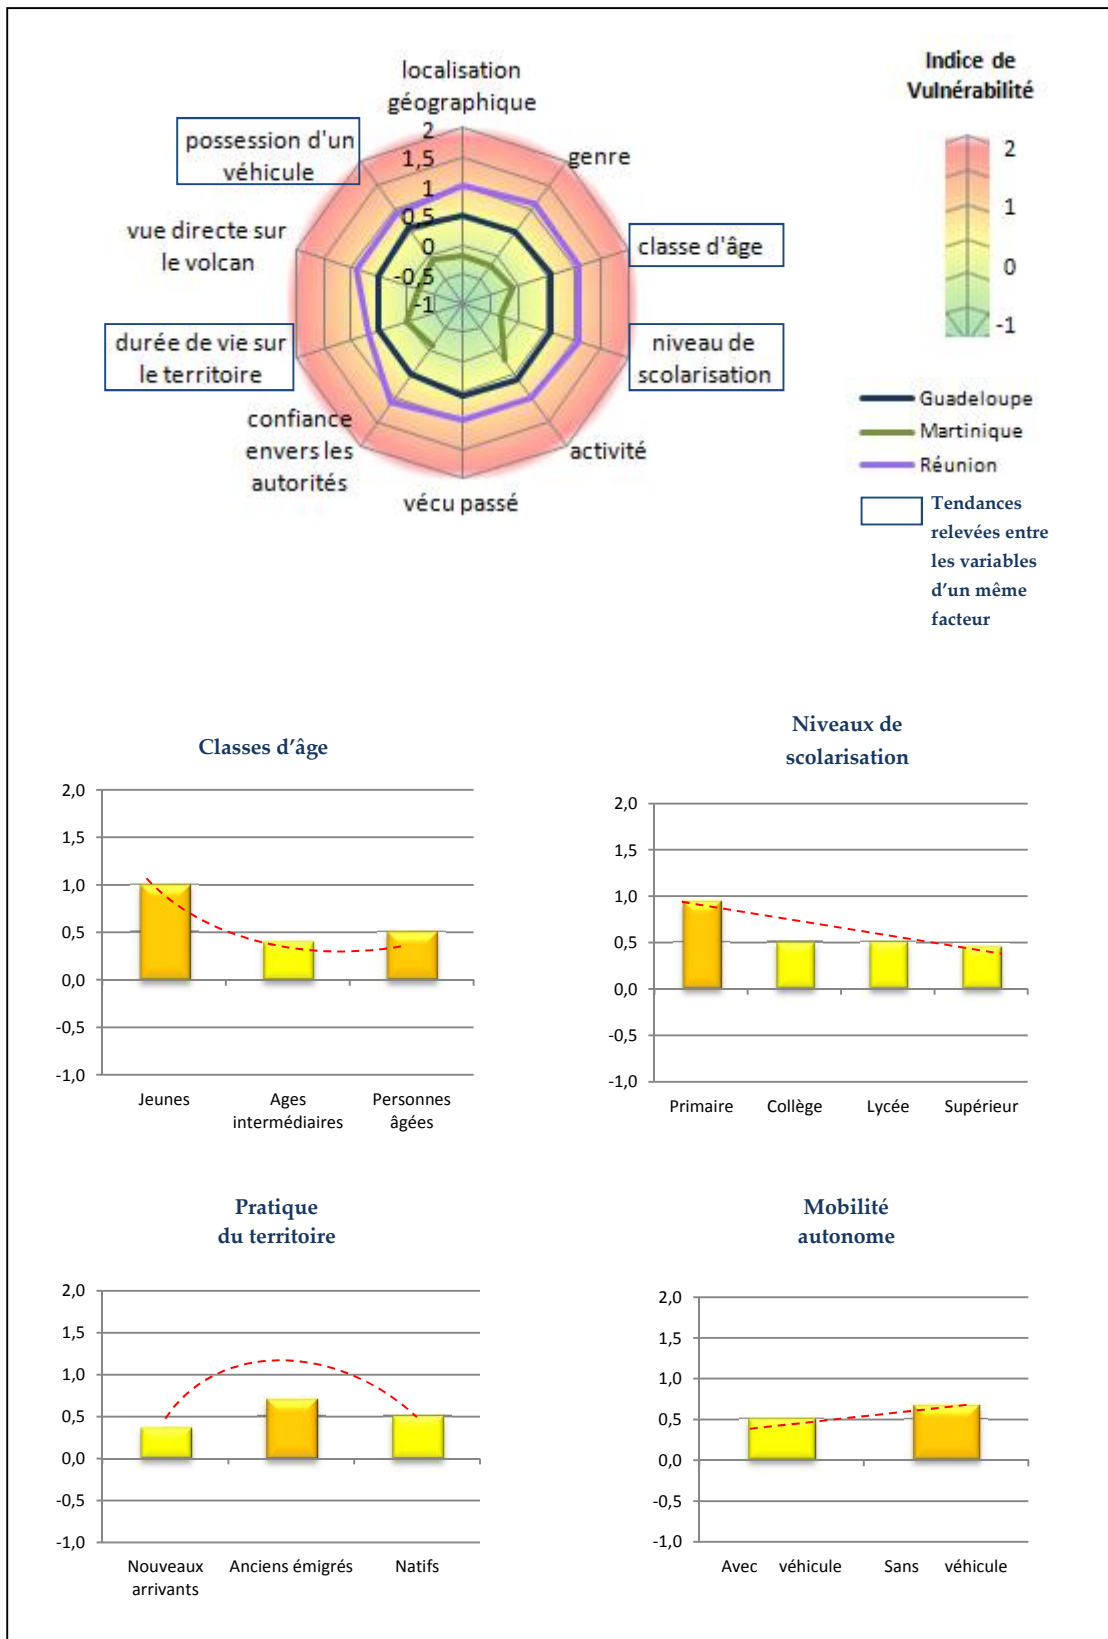 localisation
géographique
possession d'un
véhicule
genre
vue directe sur
le volcan
classe d'âge
durée de vie sur
le territoire
niveau de
scolarisation
confiance
envers les
autorités
activité
vécu passé
2
1,5
1
0,5
0
-0,5
-1
Indice de
Vulnérabilité
2
1
0
-1
Guadeloupe
Martinique
Réunion
Tendances
relevées entre
les variables
d'un même
facteur
Classes d'âge
2,0
1,5
1,0
0,5
0,0
-0,5
-1,0
Jeunes
Ages
intermédiaires
Personnes
âgées
Niveaux de
scolarisation
2,0
1,5
1,0
0,5
0,0
-0,5
-1,0
Primaire
Collège
Lycée
Supérieur
Pratique
du territoire
2,0
1,5
1,0
0,5
0,0
-0,5
-1,0
Nouveaux
arrivants
Anciens émigrés
Natifs
Mobilité
autonome
2,0
1,5
1,0
0,5
0,0
-0,5
-1,0
Avec véhicule
Sans véhicule